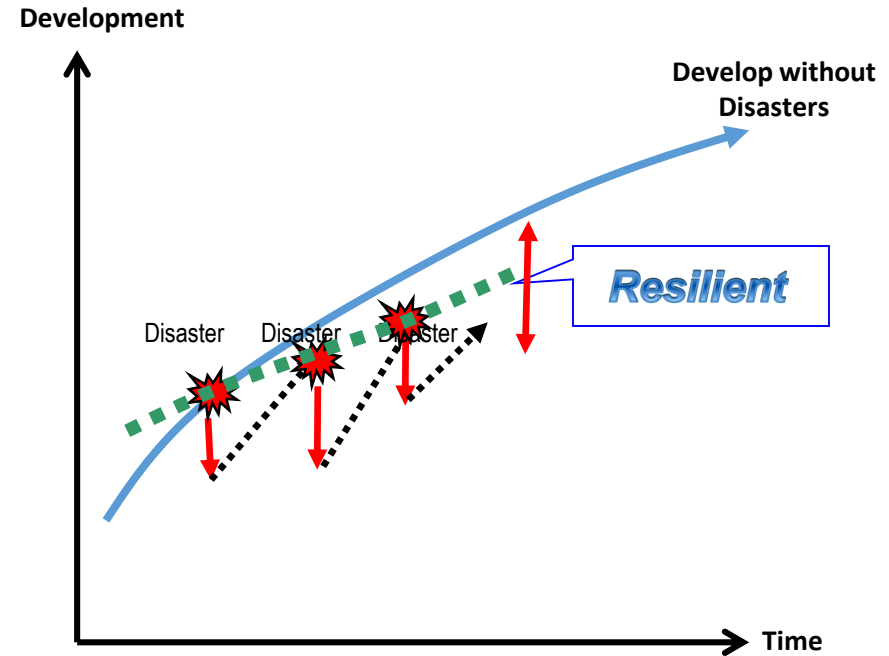 Development
Develop without
Disasters
Resilient
Disaster
Disaster
Disaster
Time